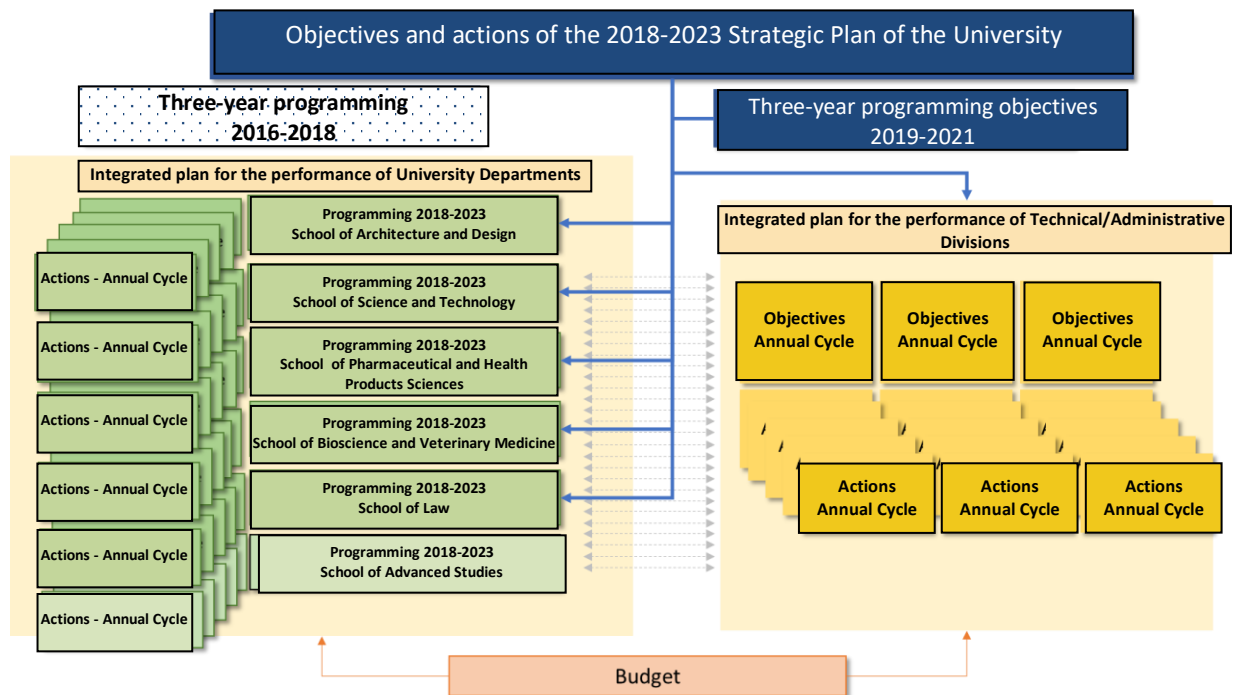 Objectives and actions of the 2018-2023 Strategic Plan of the University
Three-year programming
2016-2018
Three-year programming objectives
2019-2021
Integrated plan for the performance of University Departments
Programming 2018-2023
School of Architecture and Design
Actions - Annual Cycle
Programming 2018-2023
School of Science and Technology
Actions - Annual Cycle
Programming 2018-2023
School of Pharmaceutical and Health
Products Sciences
Actions - Annual Cycle
Programming 2018-2023
School of Bioscience and Veterinary Medicine
Actions - Annual Cycle
Programming 2018-2023
School of Law
Actions - Annual Cycle
Programming 2018-2023
School of Advanced Studies
Actions - Annual Cycle
Integrated plan for the performance of Technical/Administrative
Divisions
Objectives
Annual Cycle
Objectives
Annual Cycle
Objectives
Annual Cycle
Actions
Annual Cycle
Actions
Annual Cycle
Actions
Annual Cycle
Budget